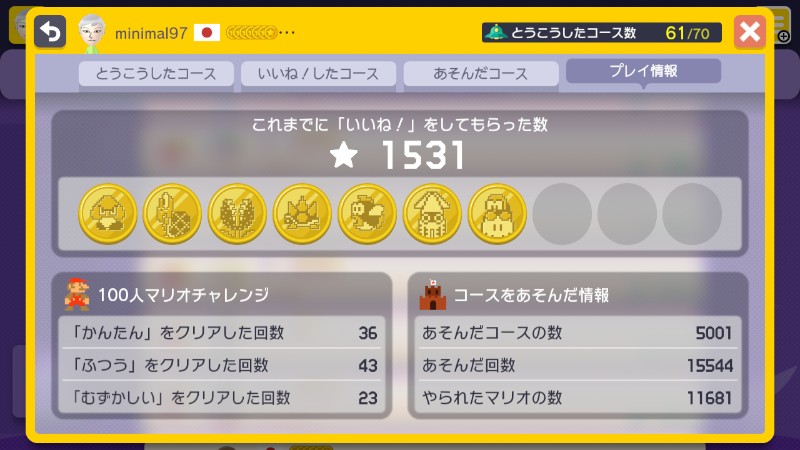 minimal97
とうこうしたコース数 61/70
とうこうしたコース
いいね!したコース
あそんだコース
プレイ情報
これまでに「いいね!」をしてもらった数
★ 1531
100人マリオチャレンジ
「かんたん」をクリアした回数 36
「ふつう」をクリアした回数 43
「むずかしい」をクリアした回数 23
コースをあそんだ情報
あそんだコースの数 5001
あそんだ回数 15544
やられたマリオの数 11681